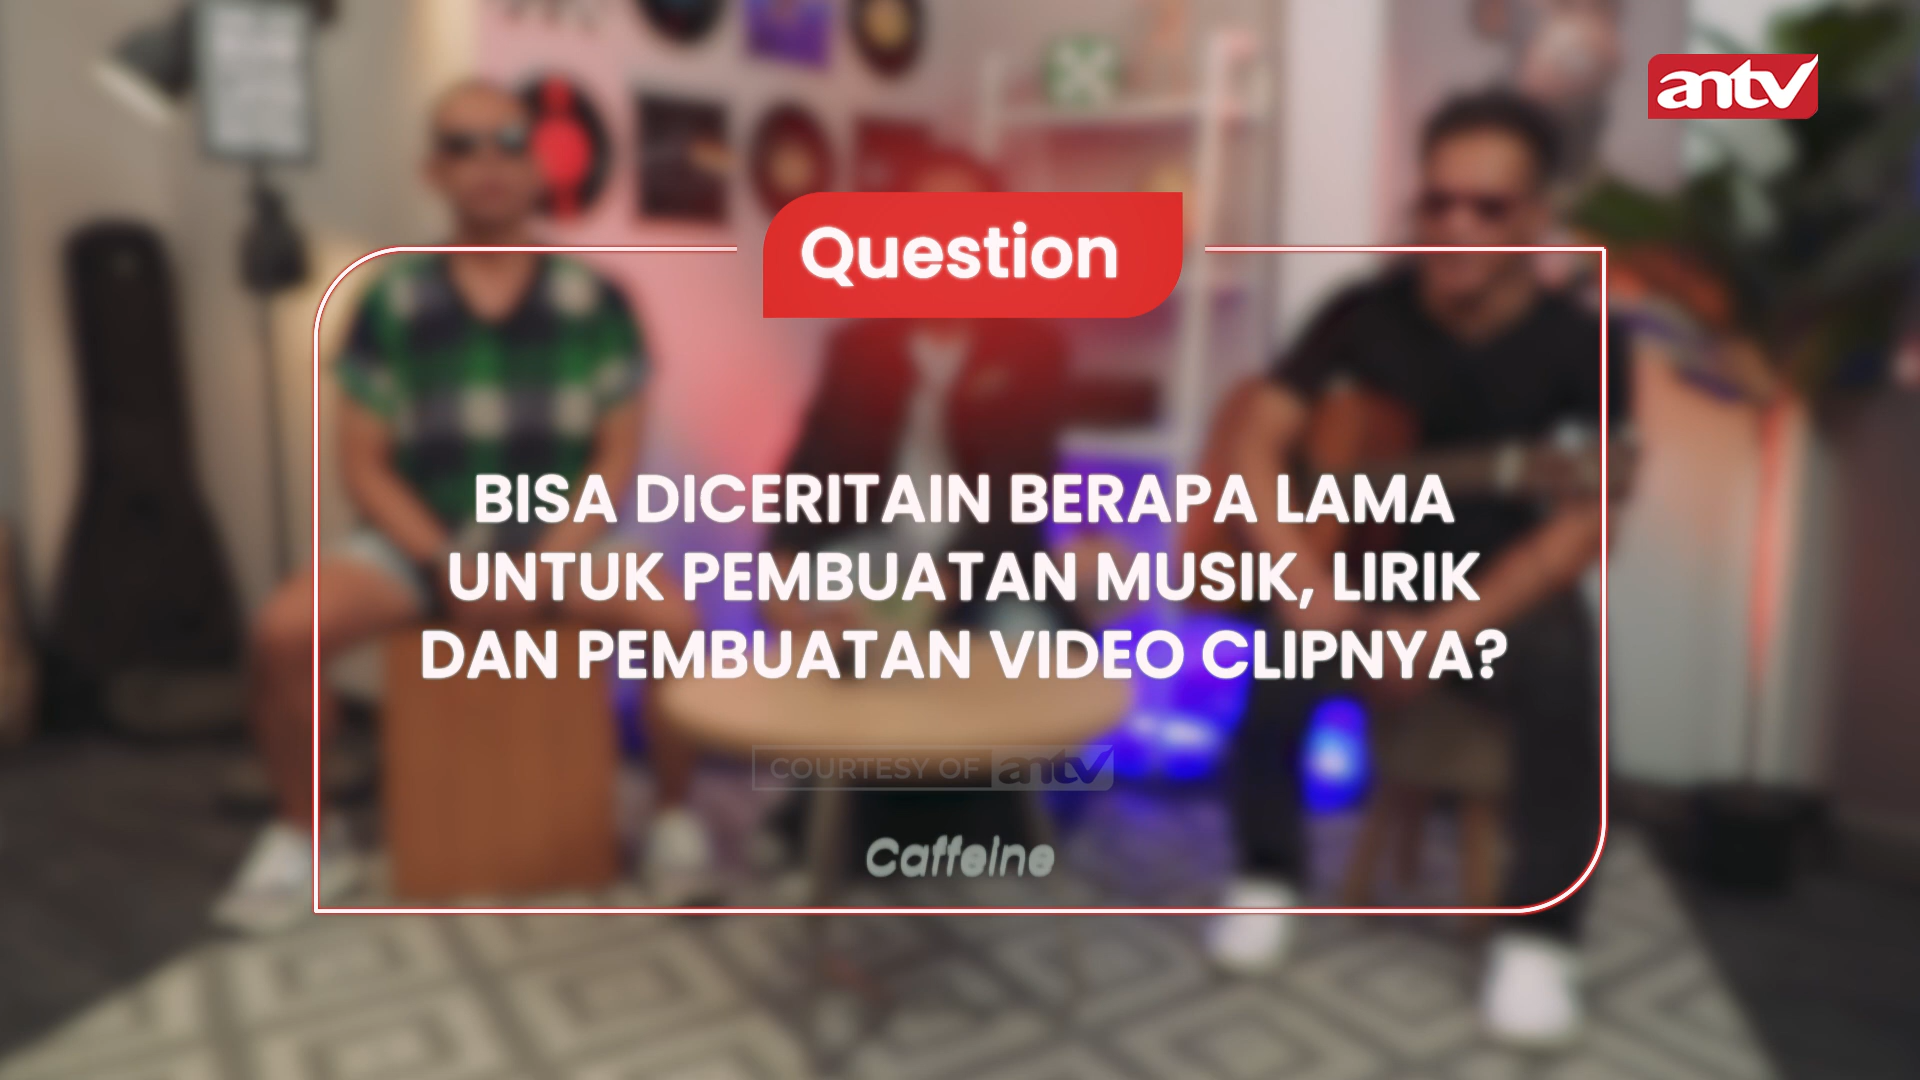 antv
Question
BISA DICERITAIN BERAPA LAMA
UNTUK PEMBUATAN MUSIK, LIRIK
DAN PEMBUATAN VIDEO CLIPNYA?
COURTESY OF antv
Caffeine